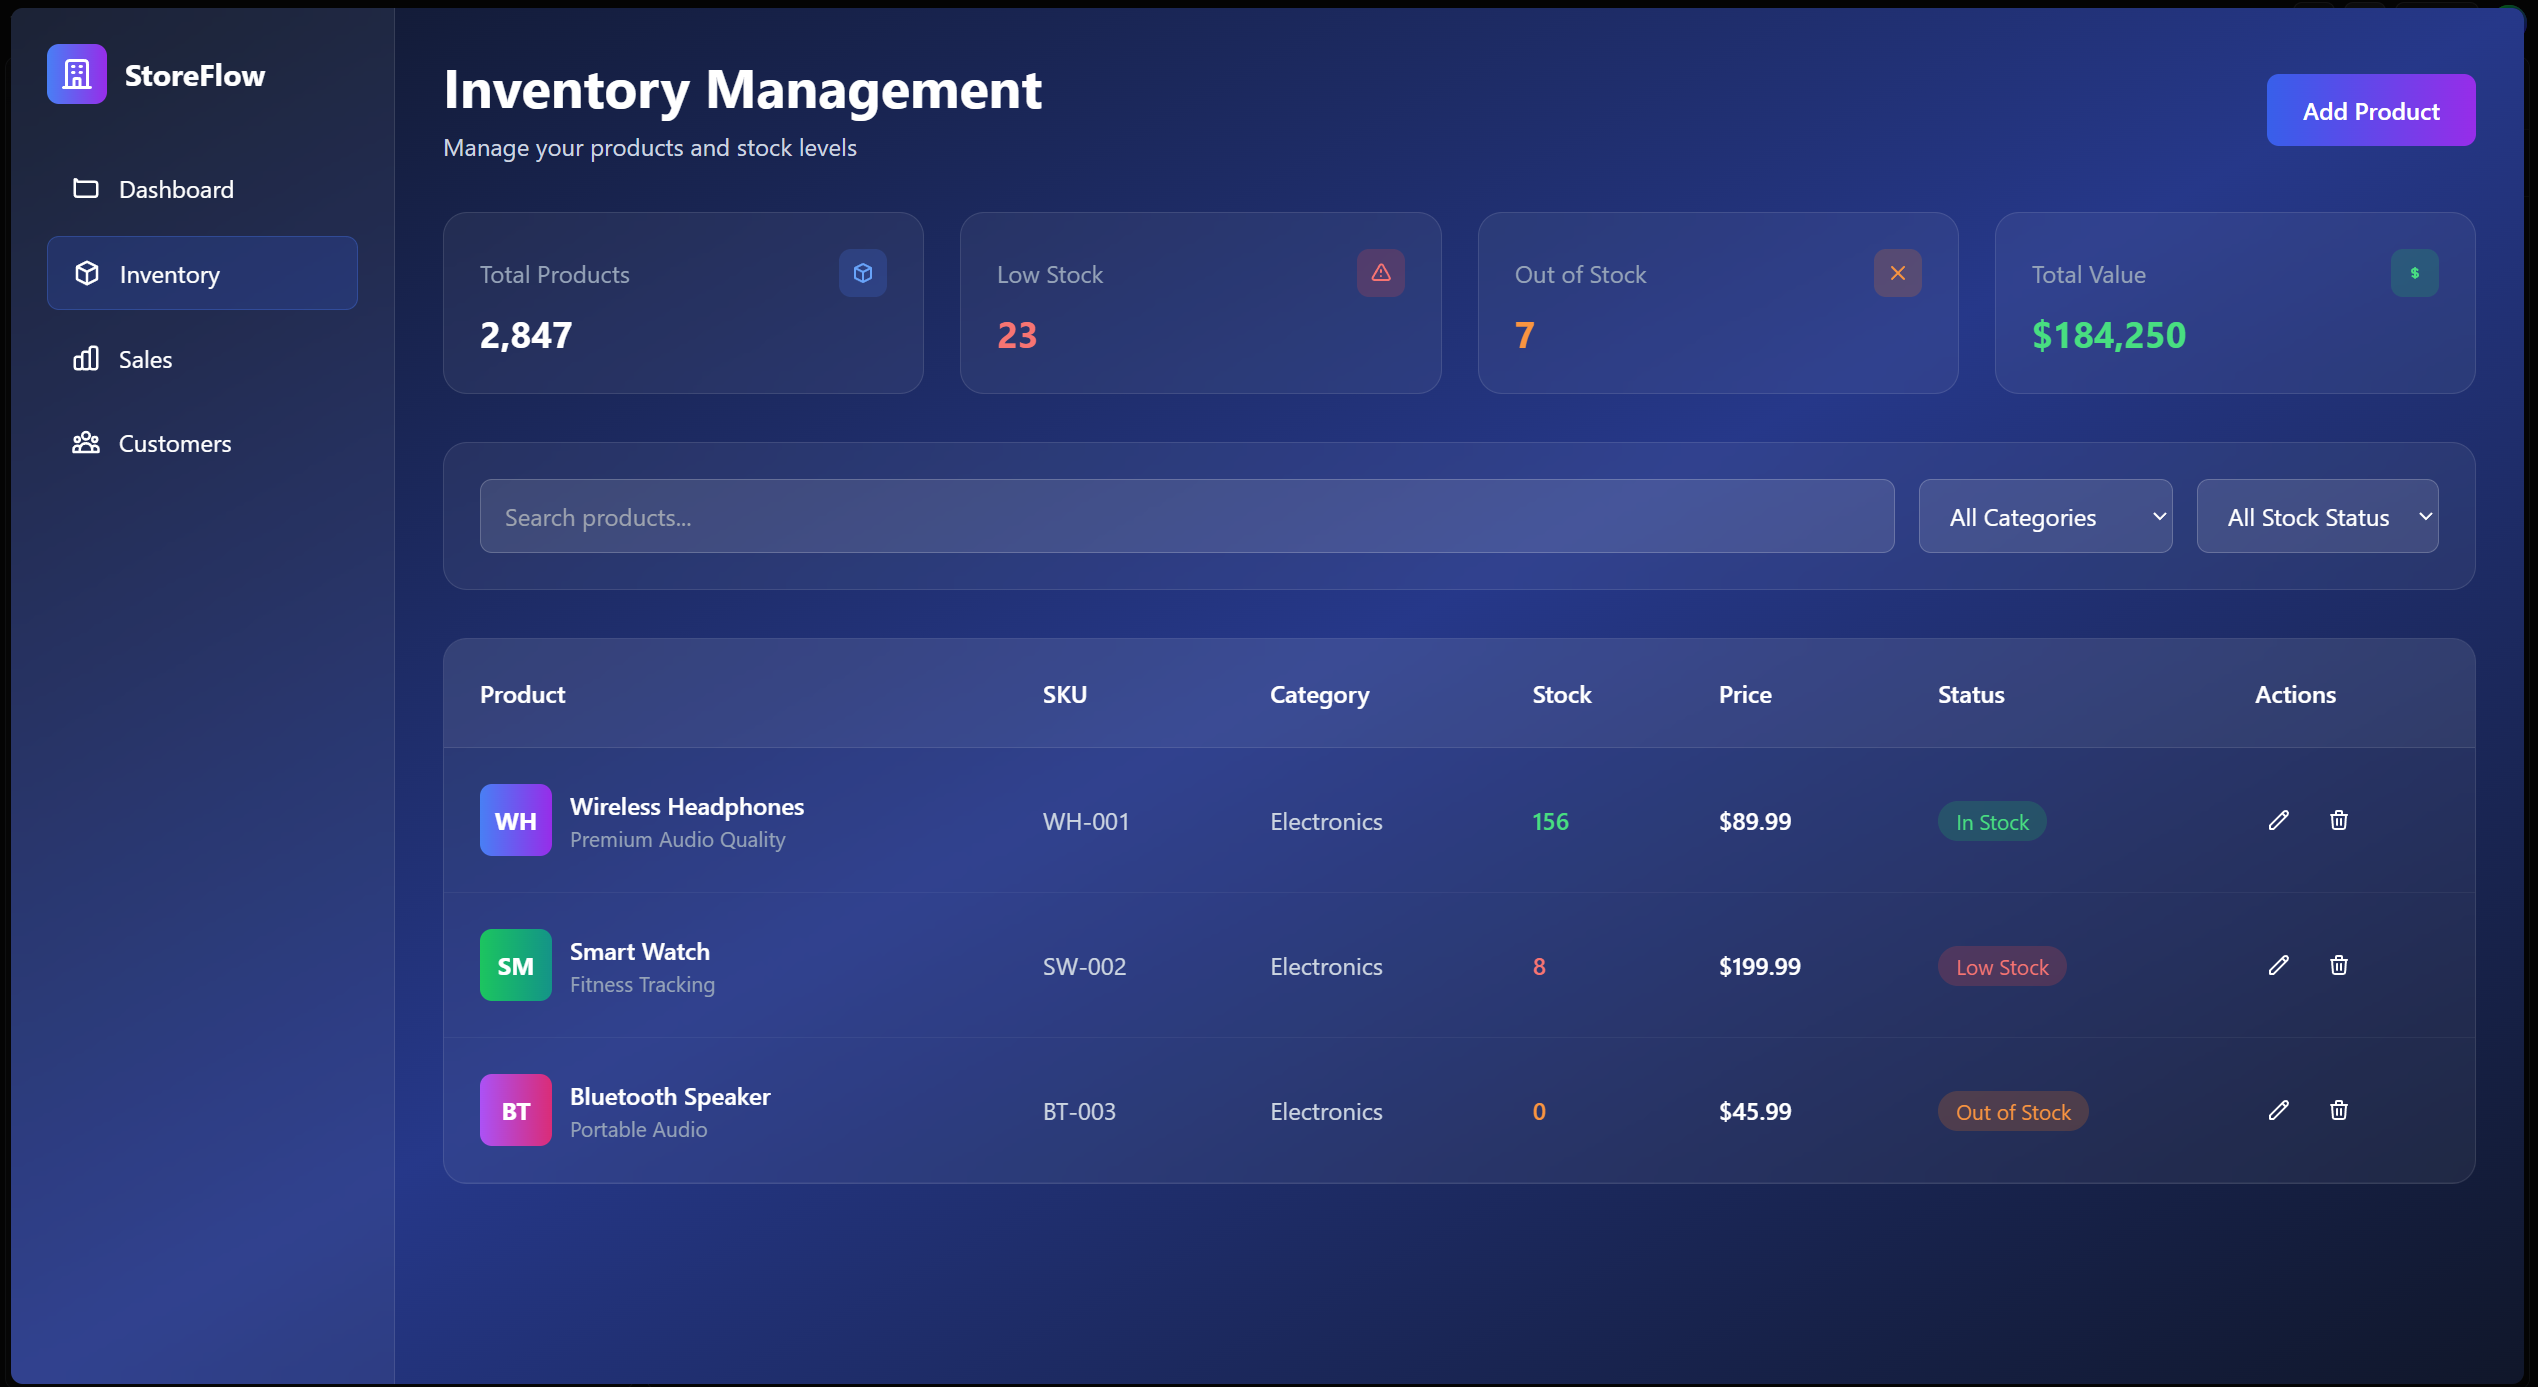 StoreFlow
Dashboard
Inventory
Sales
Customers
Inventory Management
Manage your products and stock levels
Add Product
Total Products
2,847
Low Stock
23
Out of Stock
7
Total Value
$
$184,250
Search products...
All Categories
All Stock Status
Product SKU Category Stock Price Status Actions
WH Wireless Headphones WH-001 Electronics 156 $89.99 In Stock
Premium Audio Quality
SM Smart Watch SW-002 Electronics 8 $199.99 Low Stock
Fitness Tracking
BT Bluetooth Speaker BT-003 Electronics 0 $45.99 Out of Stock
Portable Audio